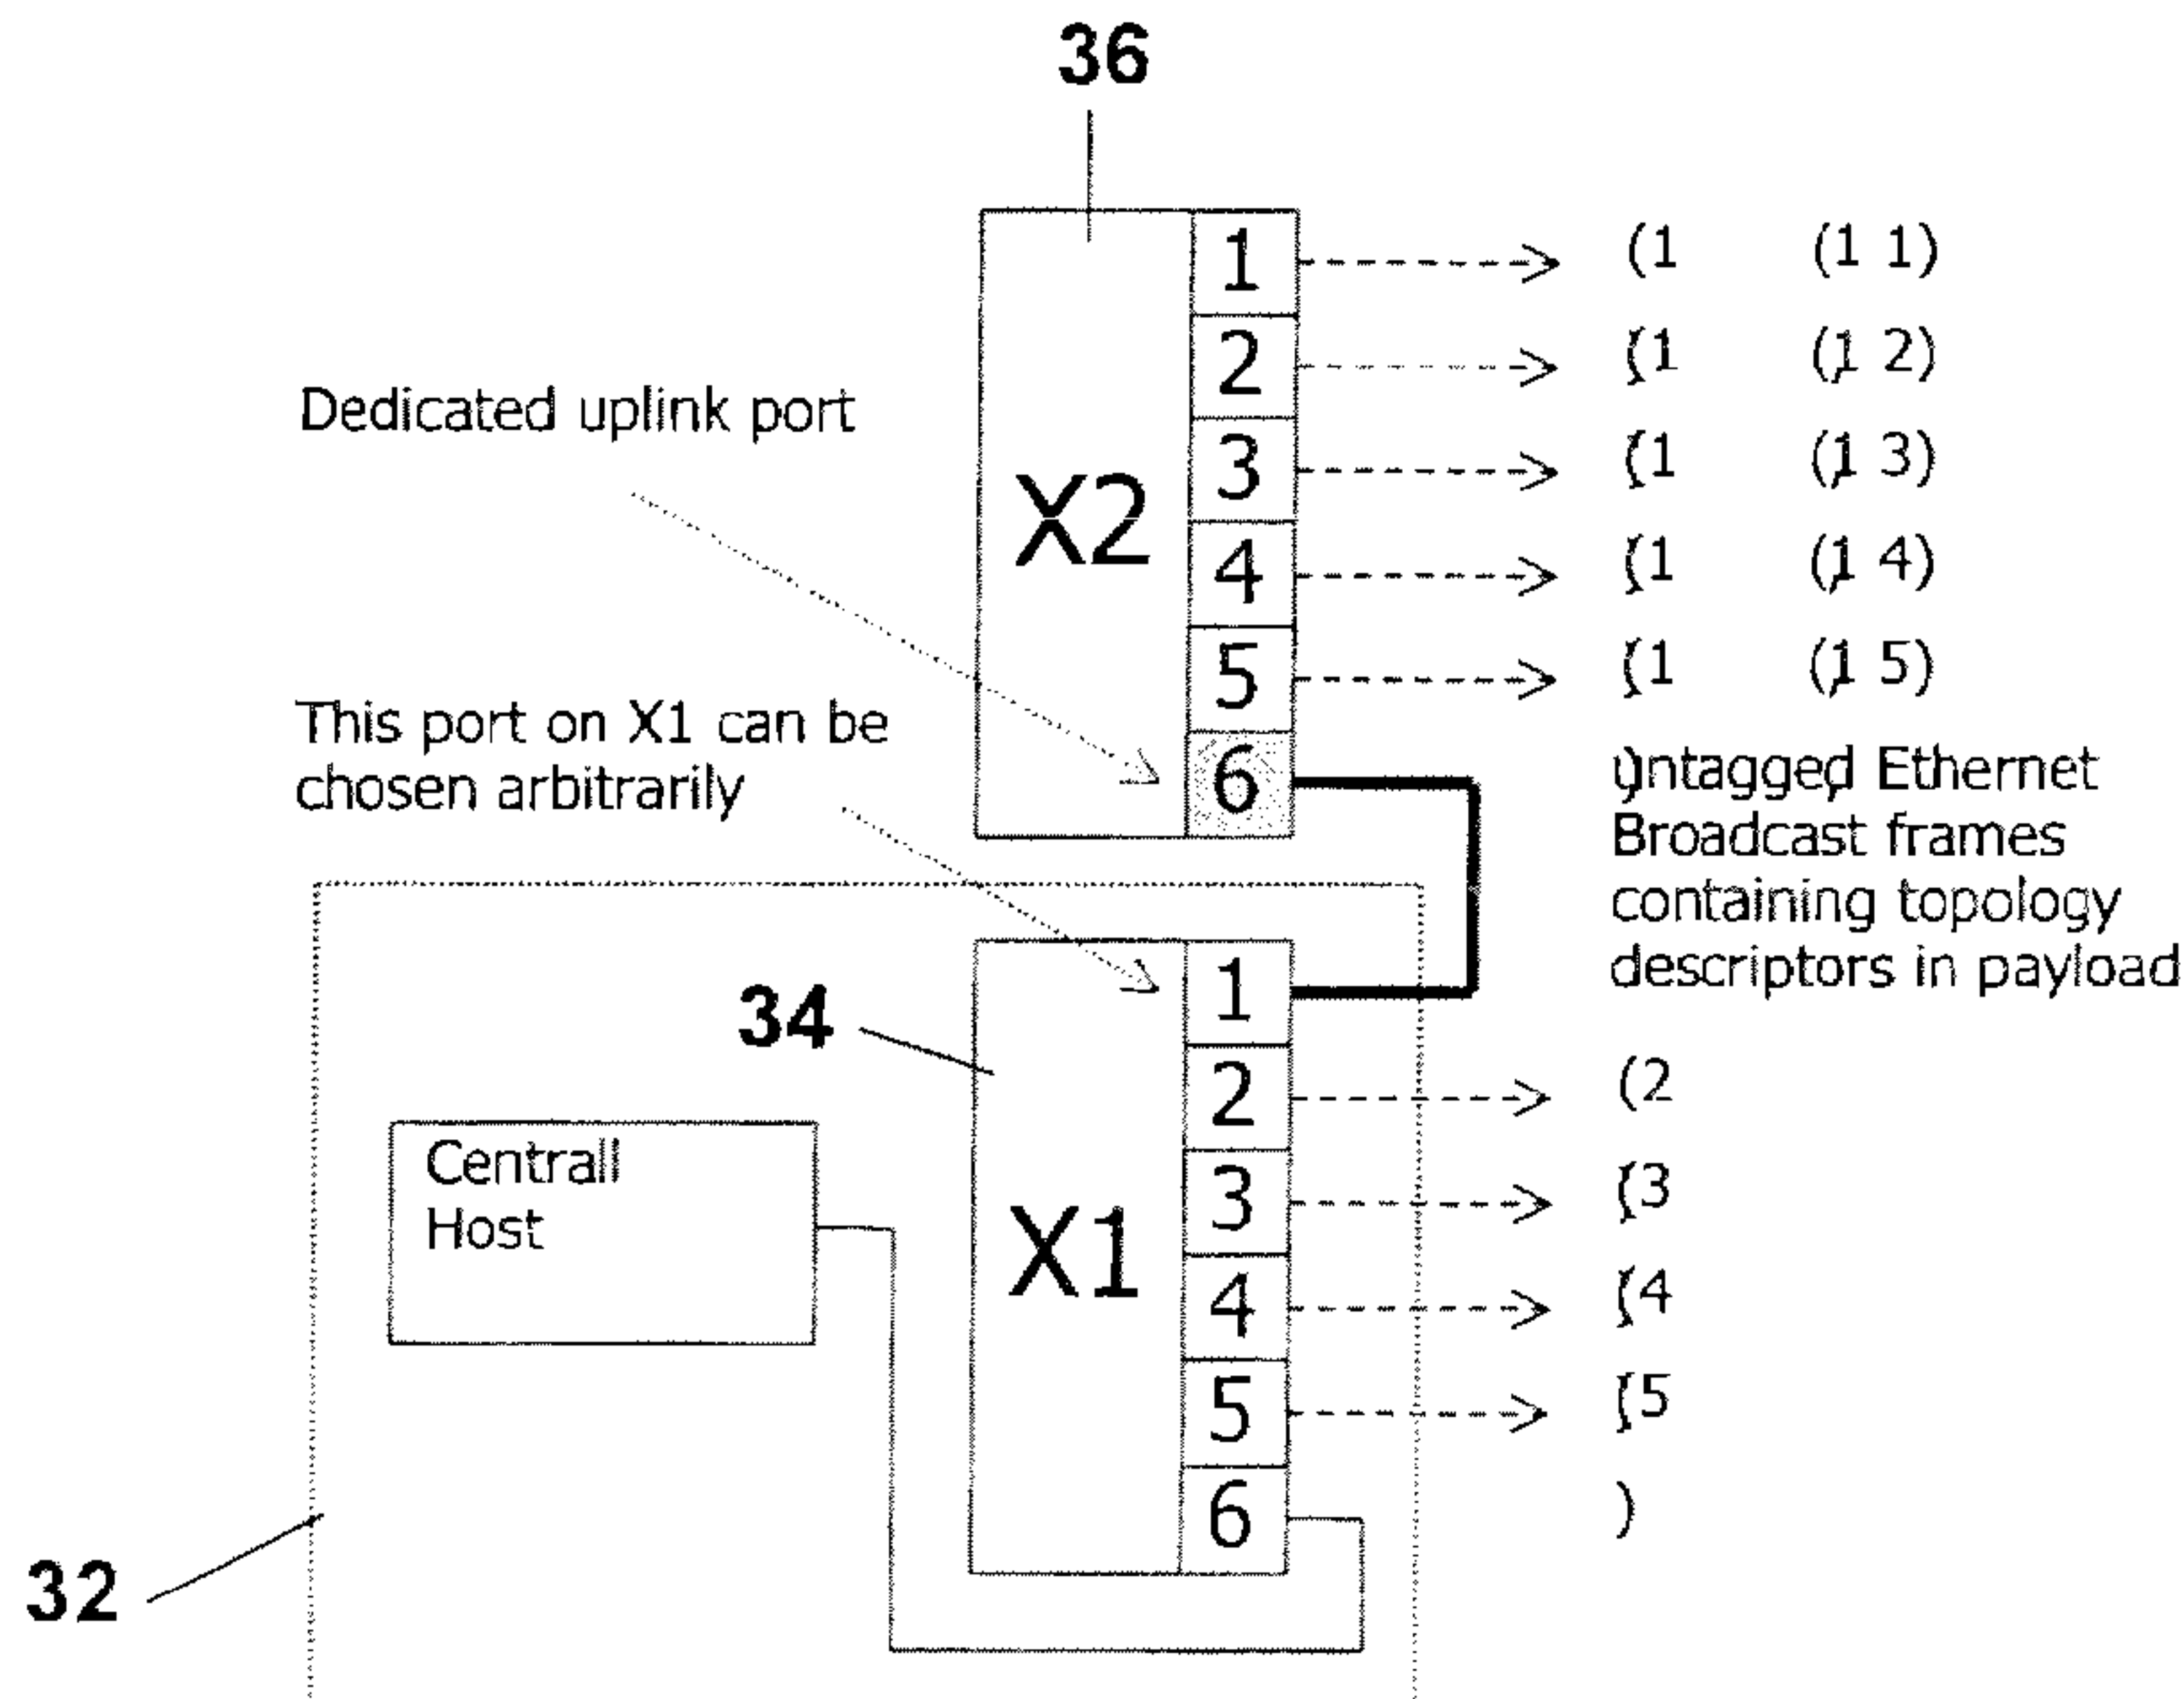 36
1 (1 (1 1)
2 (1 (1 2)
Dedicated uplink port
3 (1 (1 3)
X2
4 (1 (1 4)
5 (1 (1 5)
This port on X1 can be
chosen arbitrarily
6
untagged Ethernet
Broadcast frames
containing topology
descriptors in payload
34
1
2 (2
Centrall
Host
3 (3
X1
4 (4
5 (5
6 )
32